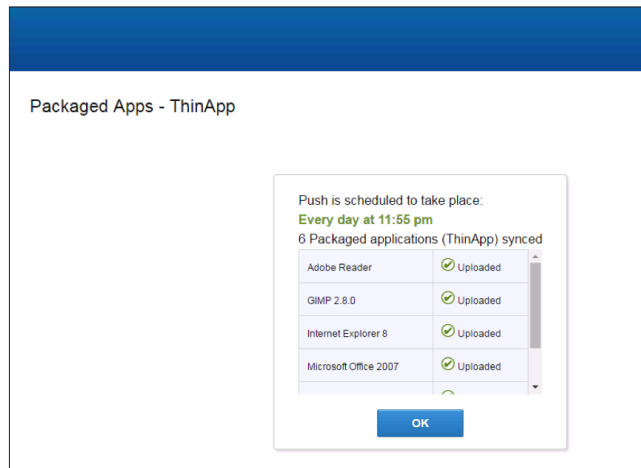 Packaged Apps - ThinApp
Push is scheduled to take place:
Every day at 11:55 pm
6 Packaged applications (ThinApp) synced
Adobe Reader Uploaded
GIMP 2.8.0 Uploaded
Internet Explorer 8 Uploaded
Microsoft Office 2007 Uploaded
OK